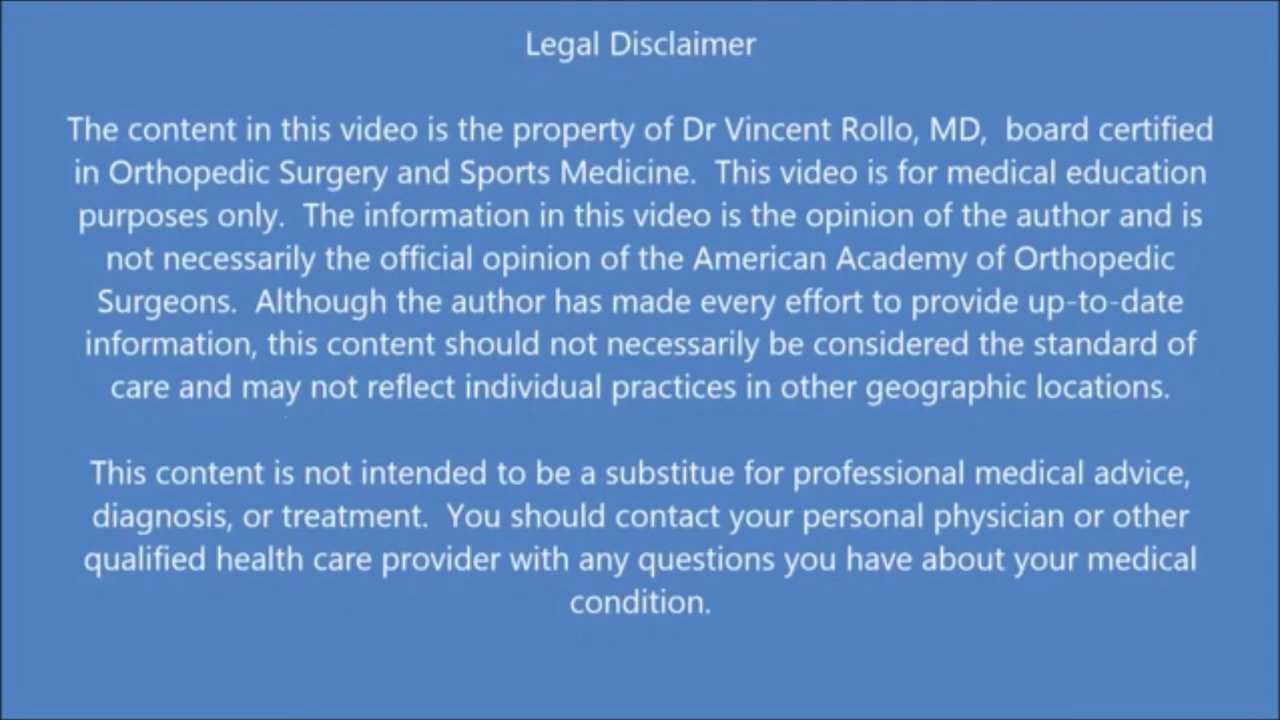 Legal Disclaimer
The content in this video is the property of Dr Vincent Rollo, MD,  board certified
in Orthopedic Surgery and Sports Medicine.  This video is for medical education
purposes only.  The information in this video is the opinion of the author and is
not necessarily the official opinion of the American Academy of Orthopedic
Surgeons.  Although the author has made every effort to provide up-to-date
information, this content should not necessarily be considered the standard of
care and may not reflect individual practices in other geographic locations.
This content is not intended to be a substitue for professional medical advice,
diagnosis, or treatment.  You should contact your personal physician or other
qualified health care provider with any questions you have about your medical
condition.